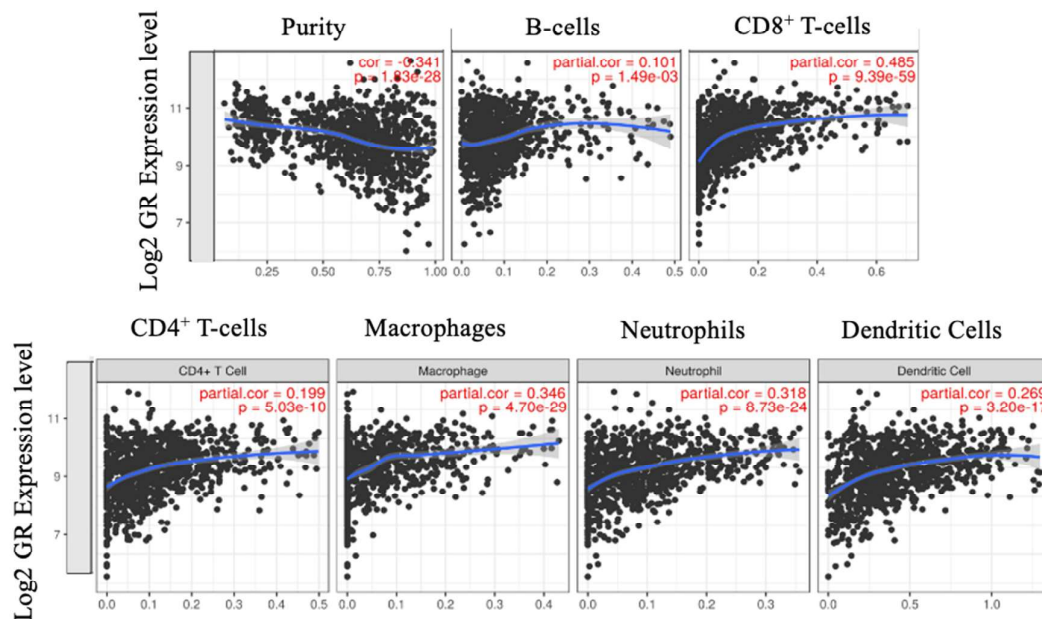 Purity
B-cells
CD8+ T-cells
Log2 GR Expression level
cor = -0.341
p = 1.83e-28
partial.cor = 0.101
p = 1.49e-03
partial.cor = 0.485
p = 9.39e-59
11
9
7
0.25 0.50 0.75 1.00
0.0 0.1 0.2 0.3 0.4 0.5
0.0 0.2 0.4 0.6
CD4+ T-cells
Macrophages
Neutrophils
Dendritic Cells
Log2 GR Expression level
CD4+ T Cell
Macrophage
Neutrophil
Dendritic Cell
partial.cor = 0.199
p = 5.03e-10
partial.cor = 0.346
p = 4.70e-29
partial.cor = 0.318
p = 8.73e-24
partial.cor = 0.269
p = 3.20e-17
11
9
7
0.0 0.1 0.2 0.3 0.4 0.5
0.0 0.1 0.2 0.3 0.4
0.0 0.1 0.2 0.3
0.0 0.5 1.0